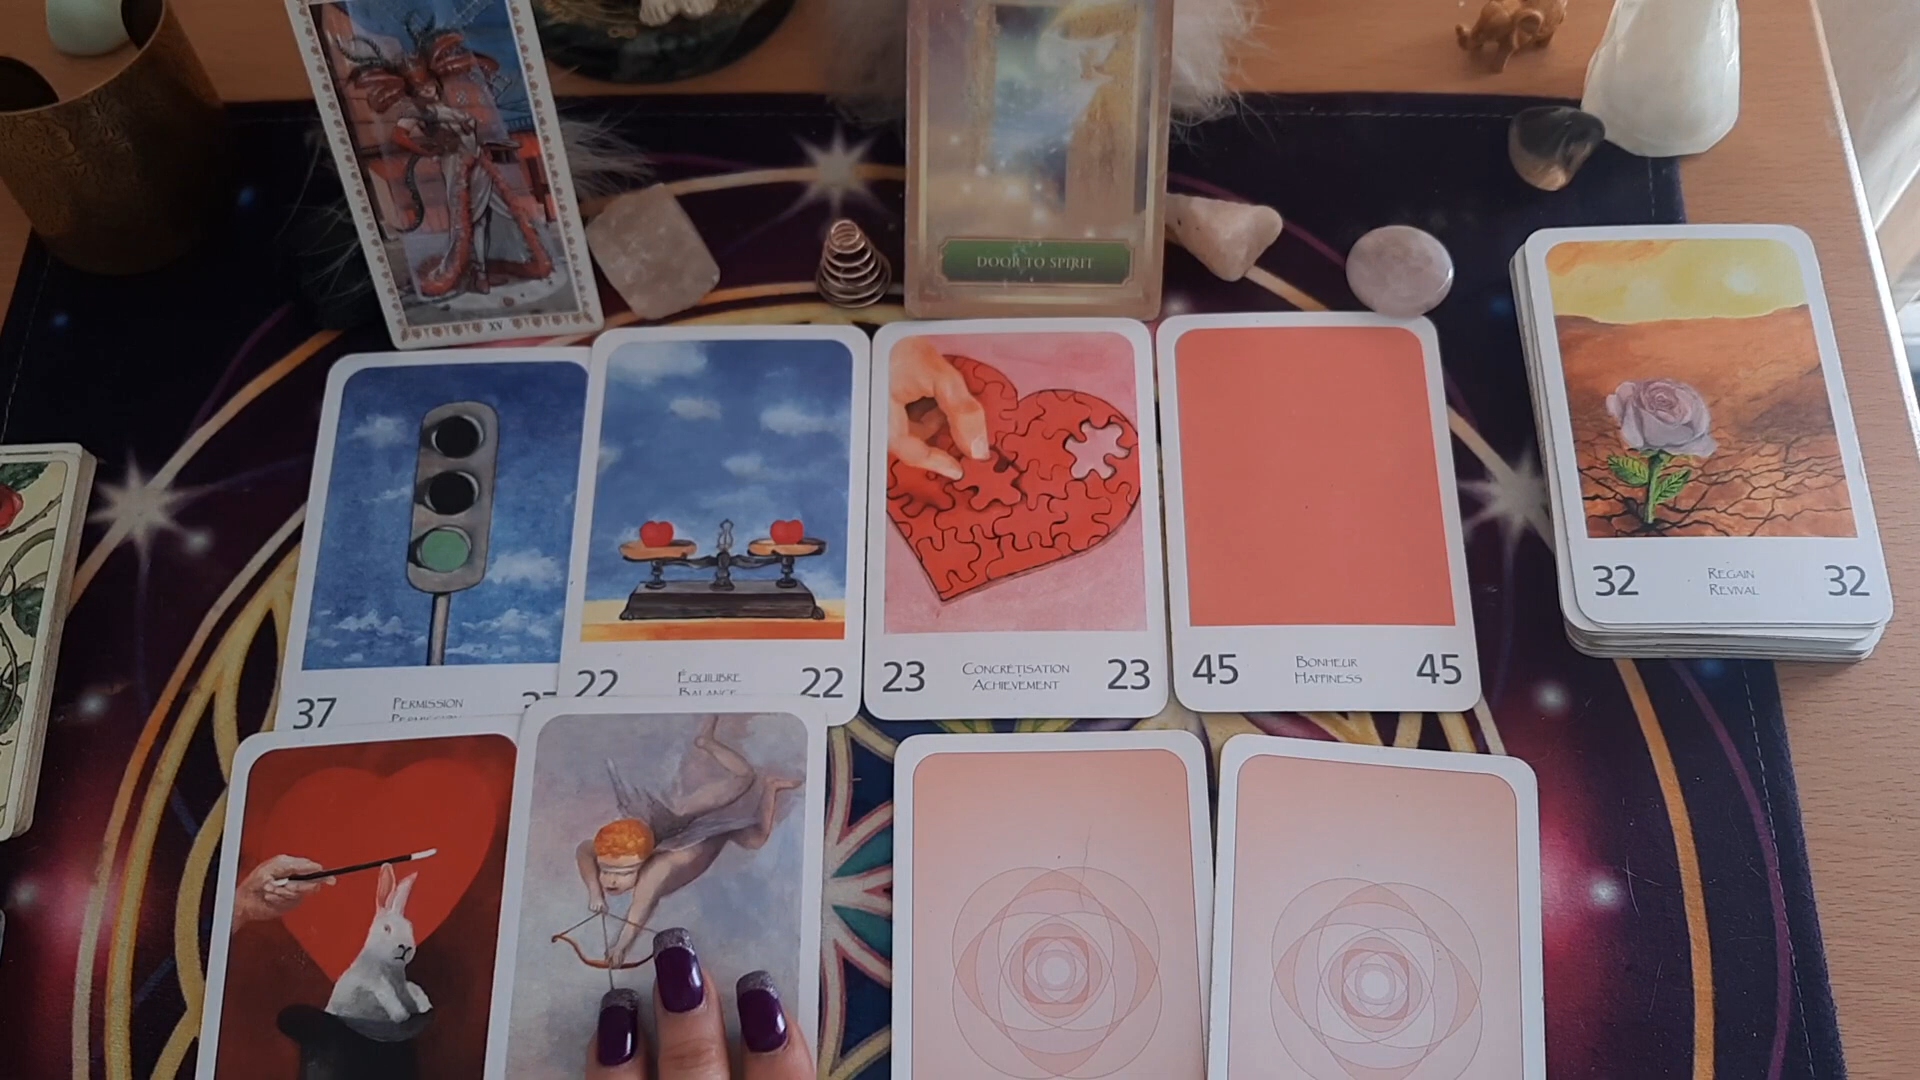 XV
DOOR TO SPIRIT
37
PERMISSION
22
ÉQUILIBRE
BALANCE
22
23
CONCRÉTISATION
ACHIEVEMENT
23
45
BONHEUR
HAPPINESS
45
32
REGAIN
REVIVAL
32